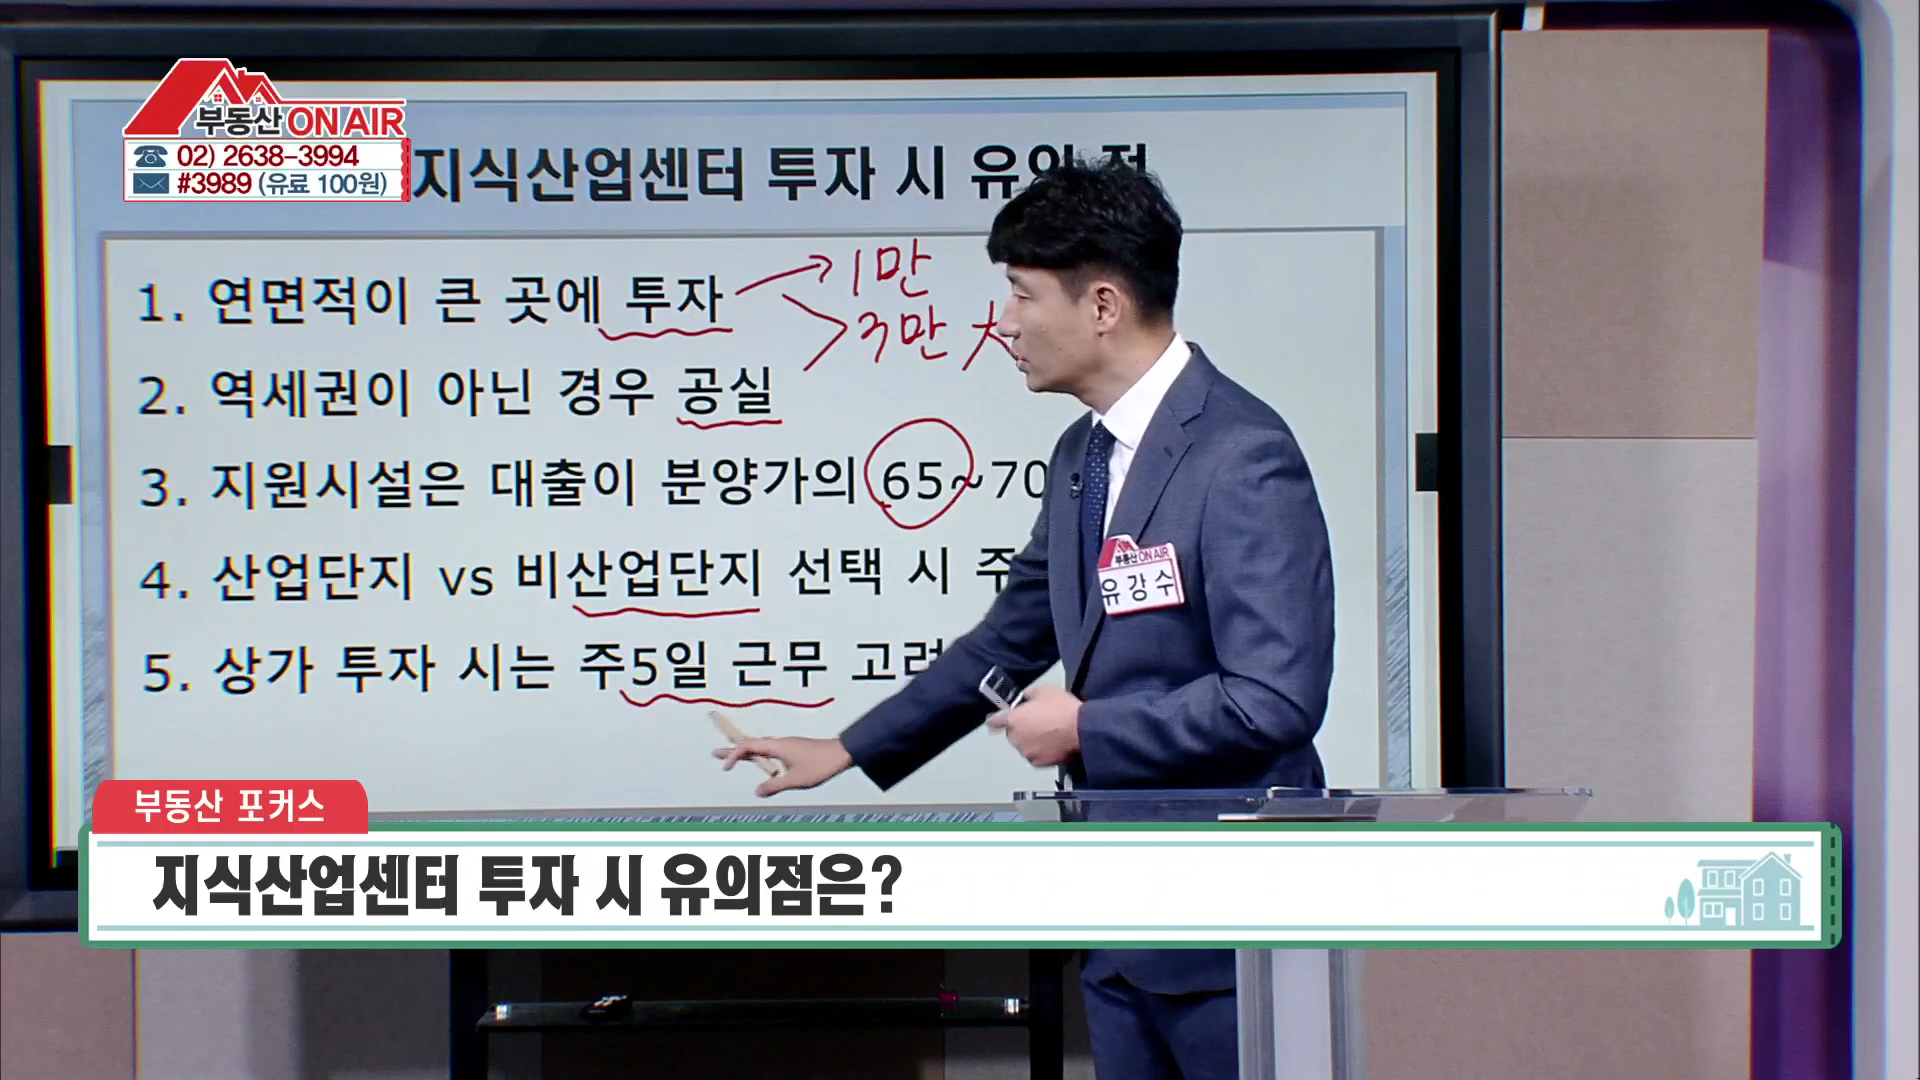 부동산 ON AIR
02) 2638-3994
#3989 (유료 100원)
지식산업센터 투자 시 유의
1. 연면적이 큰 곳에 투자
1만
3만
2. 역세권이 아닌 경우 공실
3. 지원시설은 대출이 분양가의 65~70
4. 산업단지 vs 비산업단지 선택 시 주
5. 상가 투자 시는 주5일 근무 고려
부동산 ON AIR
유강수
부동산 포커스
지식산업센터 투자 시 유의점은?